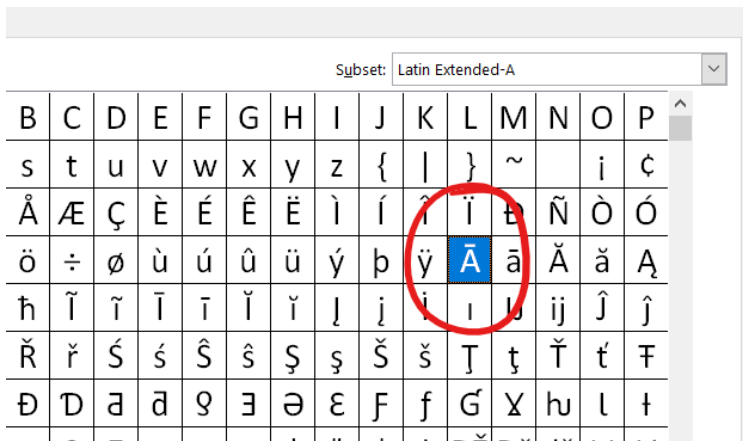 Subset: Latin Extended-A
B C D E F G H I J K L M N O P
s t u v w x y z { | } ~ ¡ ¢
Å Æ Ç È É Ê Ë Ì Í Î Ï Ð Ñ Ò Ó
ö ÷ ø ù ú û ü ý þ ÿ Ā ā Ă ă Ą
ħ Ĩ ĩ Ī ī Ĭ ĭ Į į İ ı IJ ij Ĵ ĵ
Ř ř Ś ś Ŝ ŝ Ş ş Š š Ţ ţ Ť ť Ŧ
Ɖ Ɗ Ƌ ƌ ƍ Ǝ Ə Ɛ Ƒ ƒ Ɠ Ɣ ƕ Ɩ Ɨ